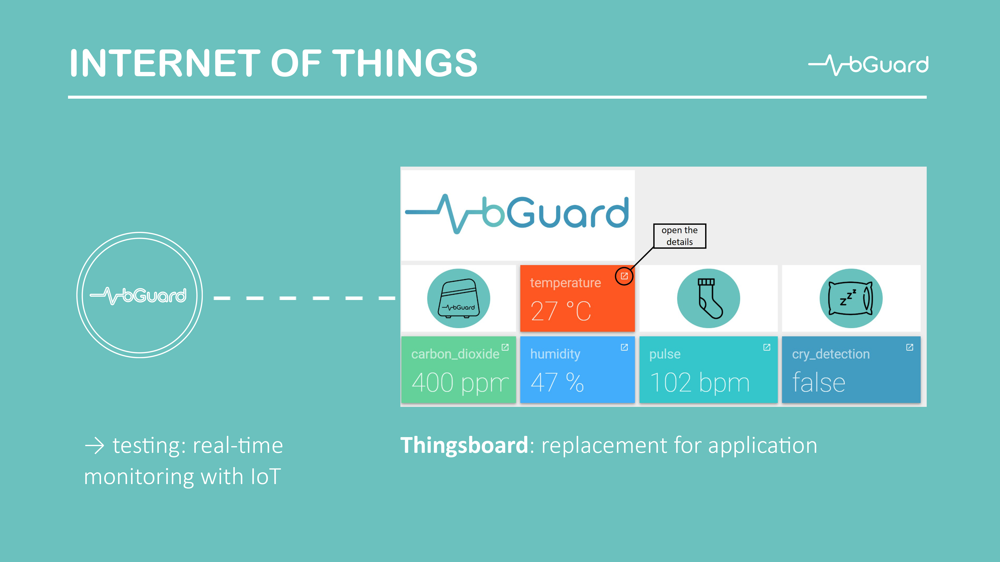 INTERNET OF THINGS
bGuard
bGuard
open the
details
bGuard
bGuard
temperature
27 °C
z z z
carbon_dioxide
400 ppm
humidity
47 %
pulse
102 bpm
cry_detection
false
→ testing: real-time
monitoring with IoT
Thingsboard: replacement for application